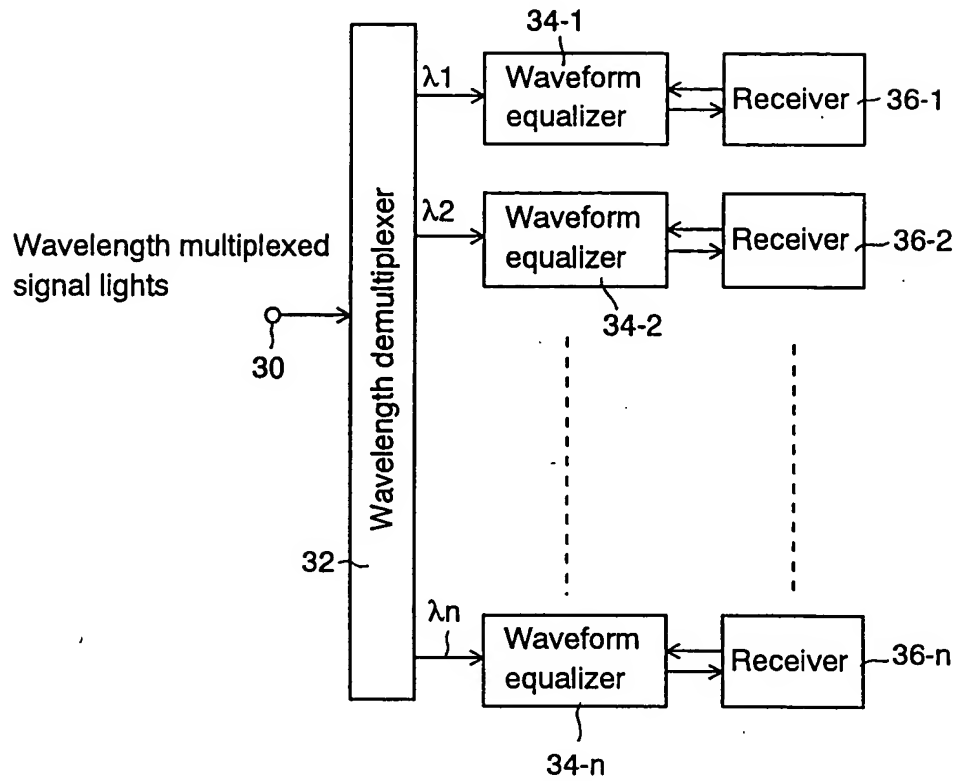 34-1
λ1
Waveform
equalizer
Receiver
36-1
λ2
Waveform
equalizer
Receiver
36-2
34-2
Wavelength multiplexed
signal lights
30
Wavelength demultiplexer
32
λn
Waveform
equalizer
Receiver
36-n
34-n